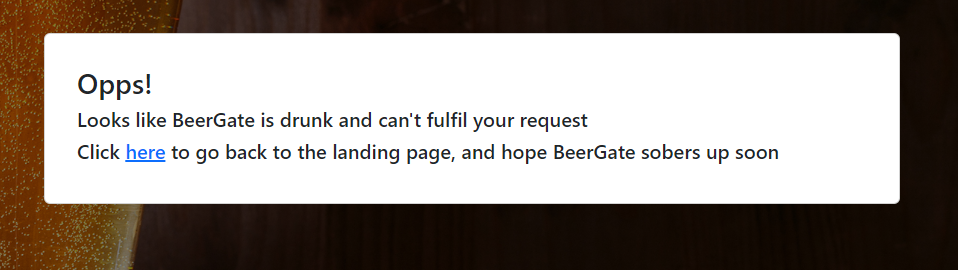 Opps!
Looks like BeerGate is drunk and can't fulfil your request
Click here to go back to the landing page, and hope BeerGate sobers up soon